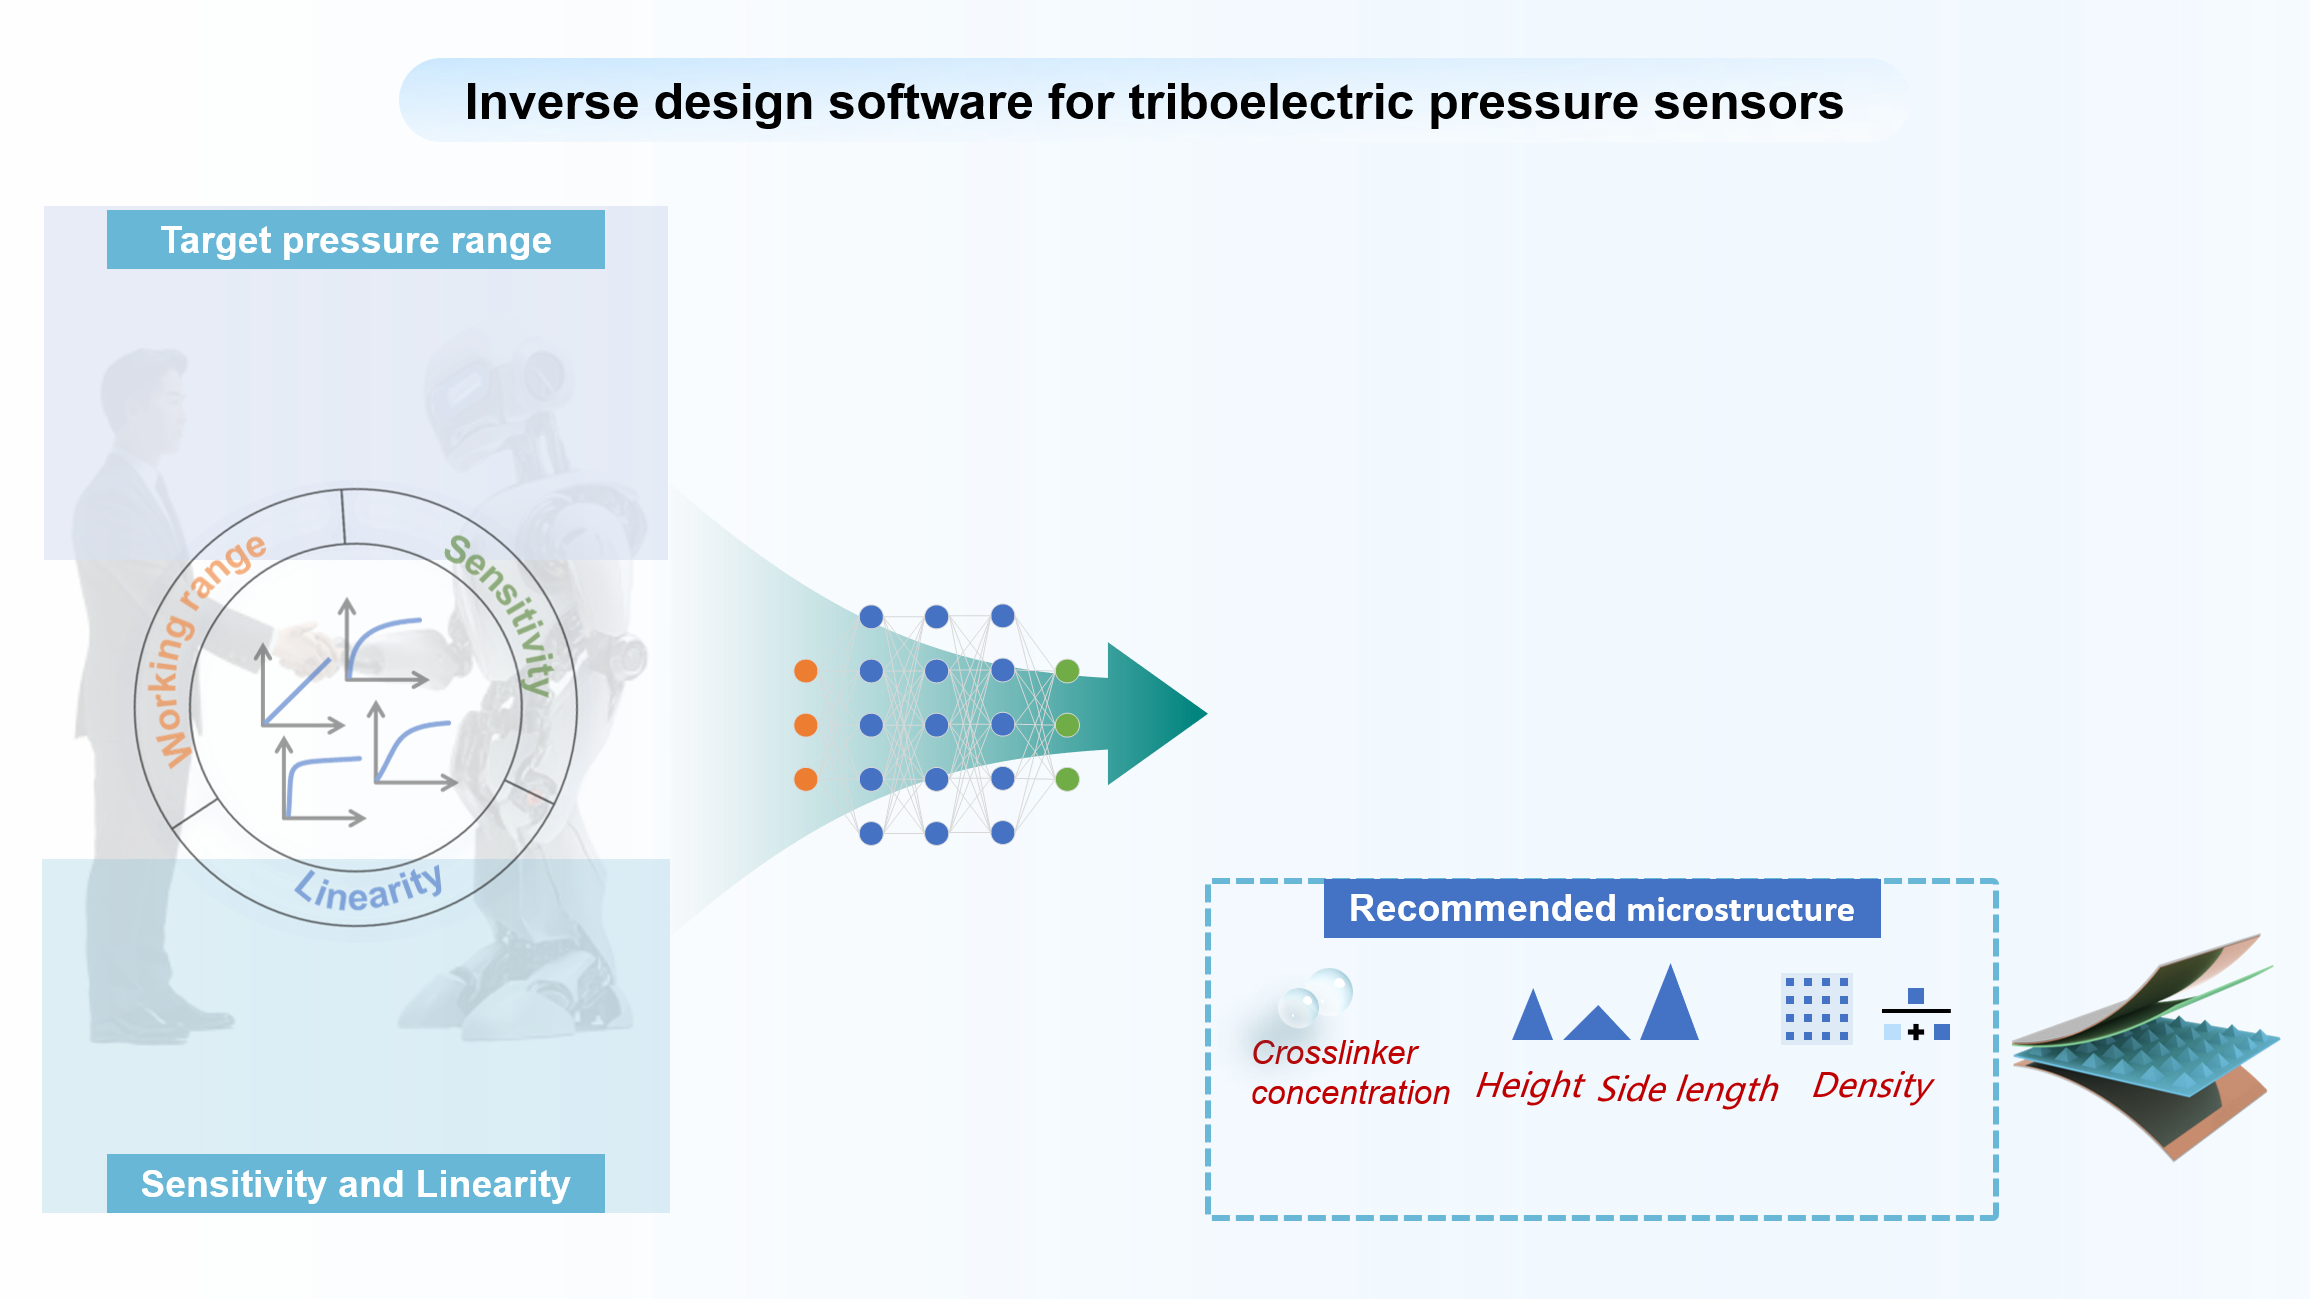 Inverse design software for triboelectric pressure sensors
Target pressure range
Working range
Sensitivity
Linearity
Sensitivity and Linearity
Recommended microstructure
Crosslinker
concentration
Height
Side length
Density